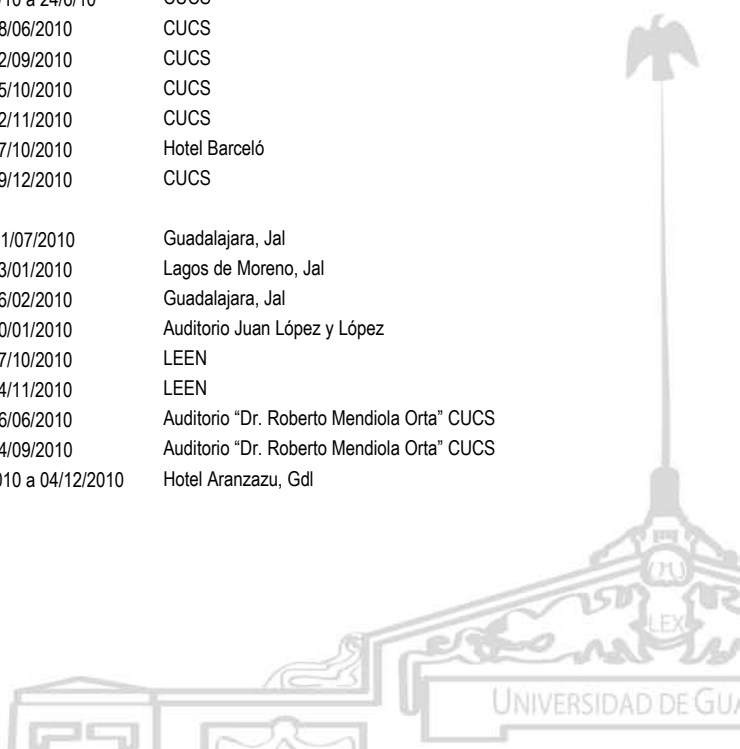 /10 a 24/6/10 CUCS
8/06/2010 CUCS
2/09/2010 CUCS
5/10/2010 CUCS
2/11/2010 CUCS
7/10/2010 Hotel Barceló
9/12/2010 CUCS
1/07/2010 Guadalajara, Jal
3/01/2010 Lagos de Moreno, Jal
6/02/2010 Guadalajara, Jal
0/01/2010 Auditorio Juan López y López
7/10/2010 LEEN
4/11/2010 LEEN
6/06/2010 Auditorio “Dr. Roberto Mendiola Orta” CUCS
4/09/2010 Auditorio “Dr. Roberto Mendiola Orta” CUCS
010 a 04/12/2010 Hotel Aranzazu, Gdl
LEX
UNIVERSIDAD DE GUA